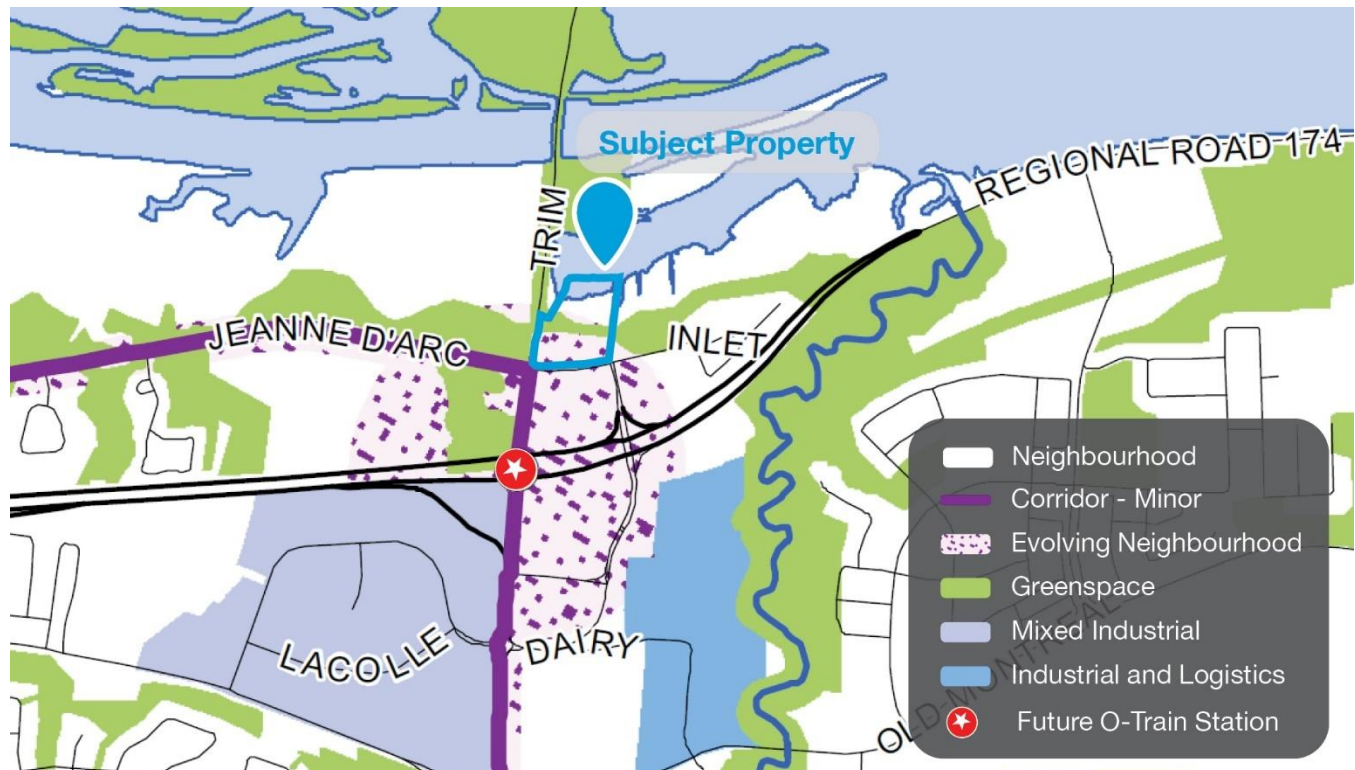 Subject Property
REGIONAL ROAD 174
TRIM
JEANNE D'ARC
INLET
Neighbourhood
Corridor - Minor
Evolving Neighbourhood
Greenspace
Mixed Industrial
LACOLLE
DAIRY
Industrial and Logistics
OLD MONTREAL
Future O-Train Station